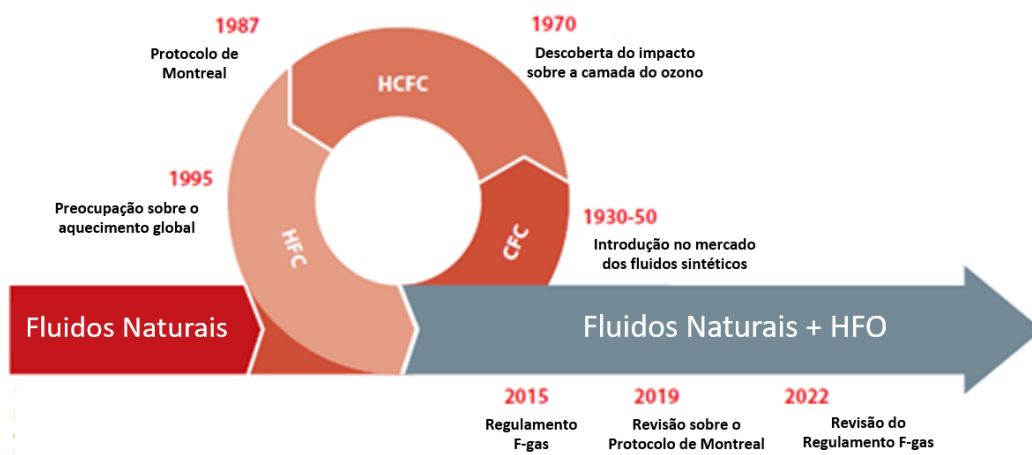 1987
Protocolo de
Montreal
1970
Descoberta do impacto
sobre a camada do ozono
HCFC
1995
Preocupação sobre o
aquecimento global
HFC
CFC
1930-50
Introdução no mercado
dos fluidos sintéticos
Fluidos Naturais
Fluidos Naturais + HFO
2015
Regulamento
F-gas
2019
Revisão sobre o
Protocolo de Montreal
2022
Revisão do
Regulamento F-gas